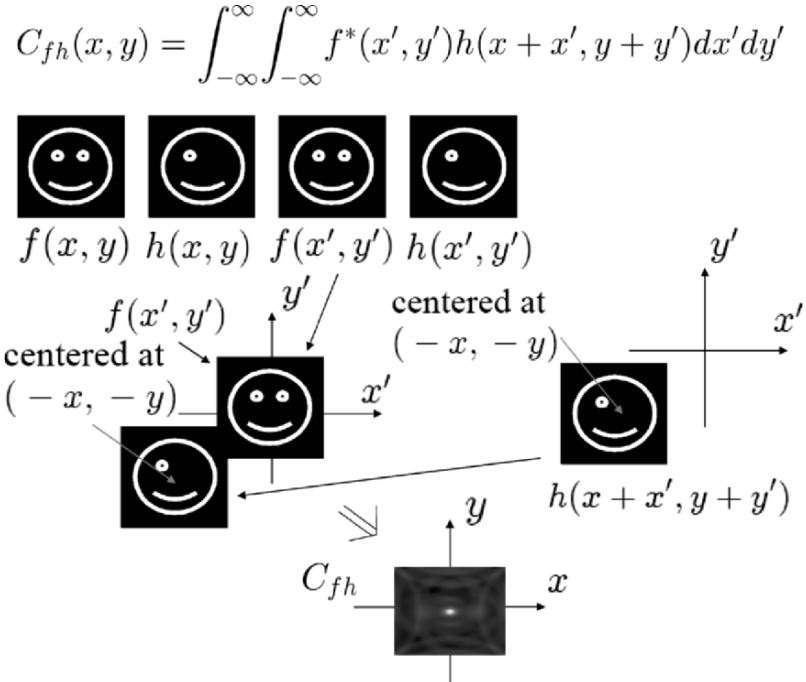 C_{fh}(x, y) = ∫_{-∞}^{∞} ∫_{-∞}^{∞} f*(x′, y′)h(x + x′, y + y′)dx′dy′
f(x, y) h(x, y) f(x′, y′) h(x′, y′)
y′
f(x′, y′)
y′
centered at
x′
centered at
(−x, −y)
(−x, −y)
x′
h(x + x′, y + y′)
y
C_{fh}
x